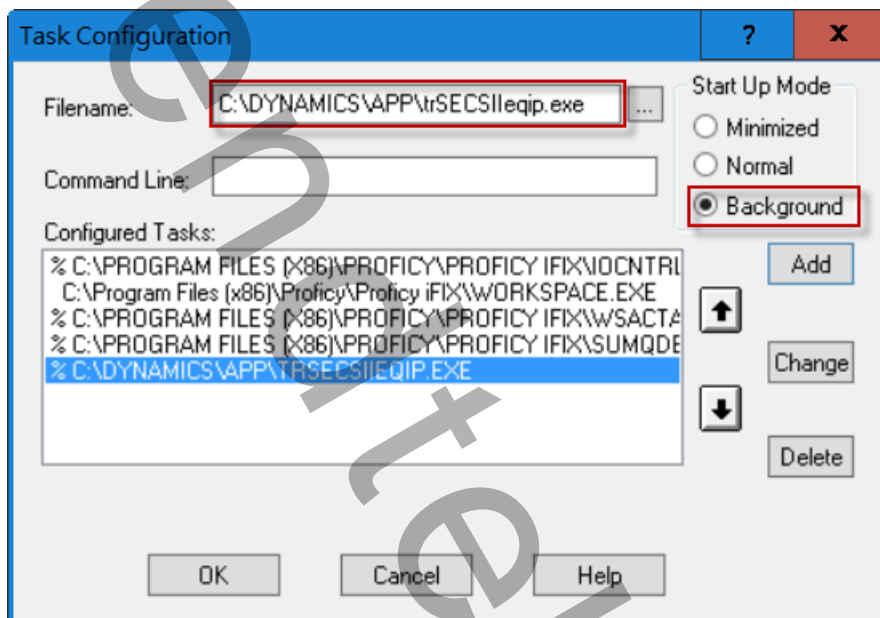 Task Configuration ? X
Filename: C:\DYNAMICS\APP\trSECSIIeqip.exe ...
Start Up Mode
Minimized
Normal
Background
Command Line:
Configured Tasks:
% C:\PROGRAM FILES (X86)\PROFICY\PROFICY IFIX\IOCNTRL
C:\Program Files (x86)\Proficy\Proficy iFIX\WORKSPACE.EXE
% C:\PROGRAM FILES (X86)\PROFICY\PROFICY IFIX\WSACTA
% C:\PROGRAM FILES (X86)\PROFICY\PROFICY IFIX\SUMQDE
% C:\DYNAMICS\APP\TRSECSIIEQIP.EXE
Add
Change
Delete
OK Cancel Help